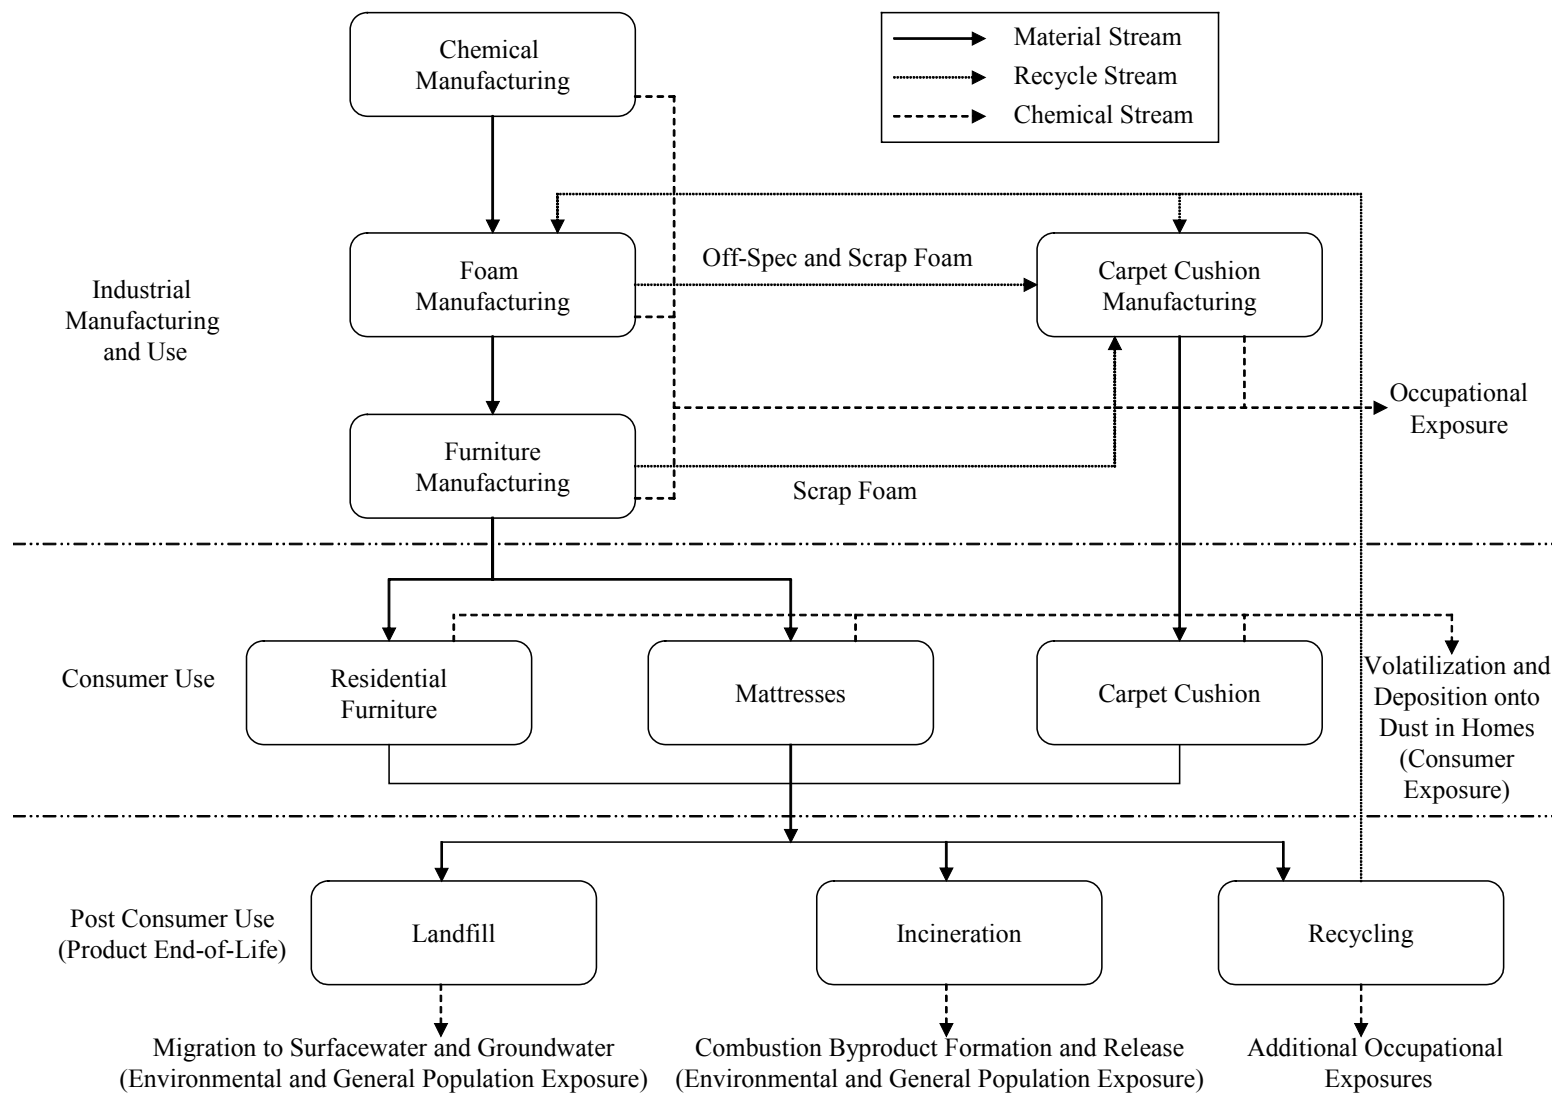 Chemical
Manufacturing
Material Stream
Recycle Stream
Chemical Stream
Industrial
Manufacturing
and Use
Foam
Manufacturing
Off-Spec and Scrap Foam
Carpet Cushion
Manufacturing
Occupational
Exposure
Furniture
Manufacturing
Scrap Foam
Consumer Use
Residential
Furniture
Mattresses
Carpet Cushion
Volatilization and
Deposition onto
Dust in Homes
(Consumer
Exposure)
Post Consumer Use
(Product End-of-Life)
Landfill
Incineration
Recycling
Migration to Surfacewater and Groundwater
(Environmental and General Population Exposure)
Combustion Byproduct Formation and Release
(Environmental and General Population Exposure)
Additional Occupational
Exposures